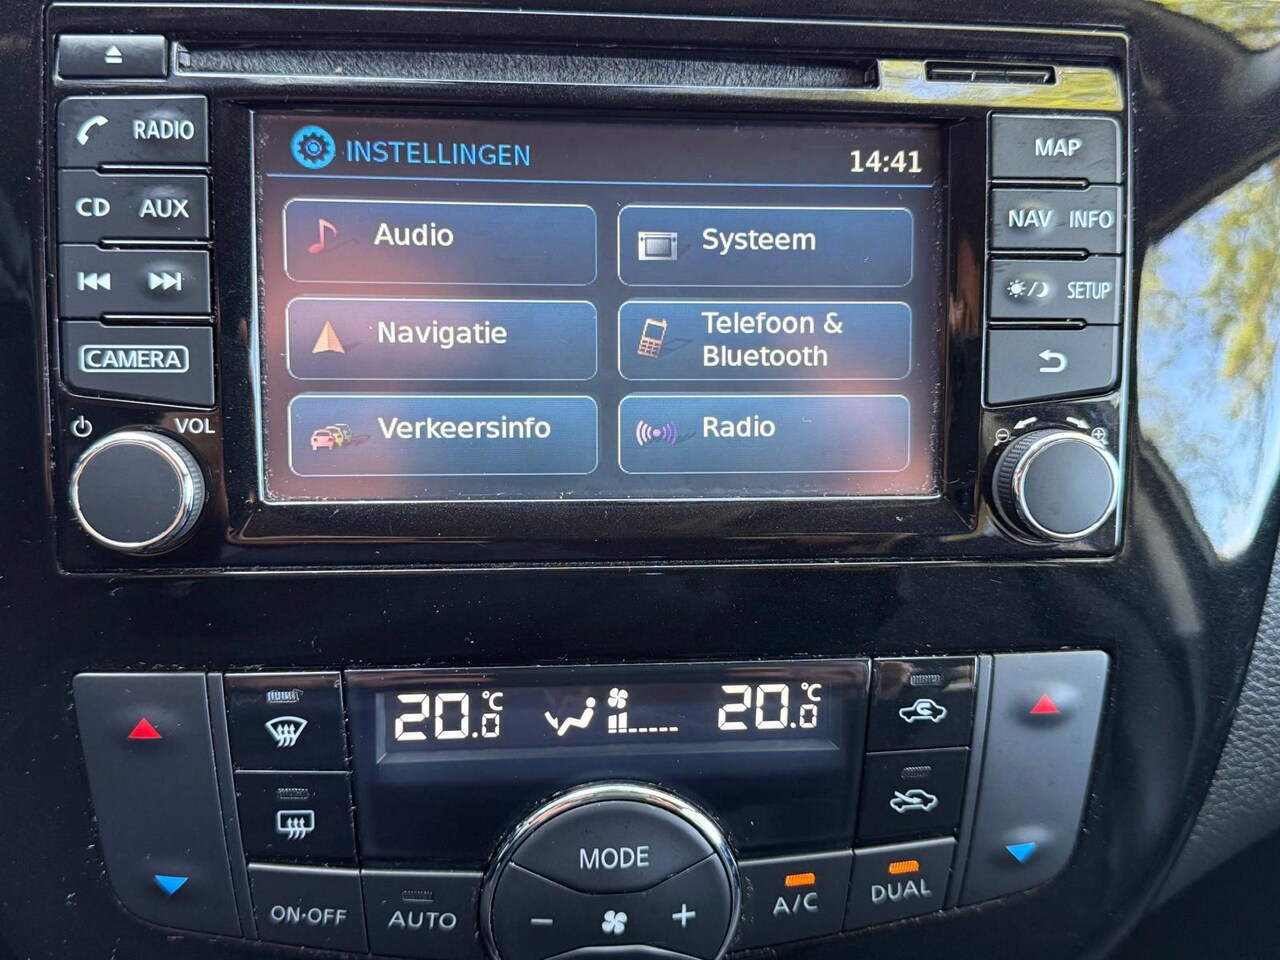 RADIO
CD AUX
CAMERA
VOL
INSTELLINGEN 14:41
Audio
Systeem
Navigatie
Telefoon &
Bluetooth
Verkeersinfo
Radio
MAP
NAV INFO
SETUP
20.0 °C
20.0 °C
MODE
ON·OFF
AUTO
A/C
DUAL